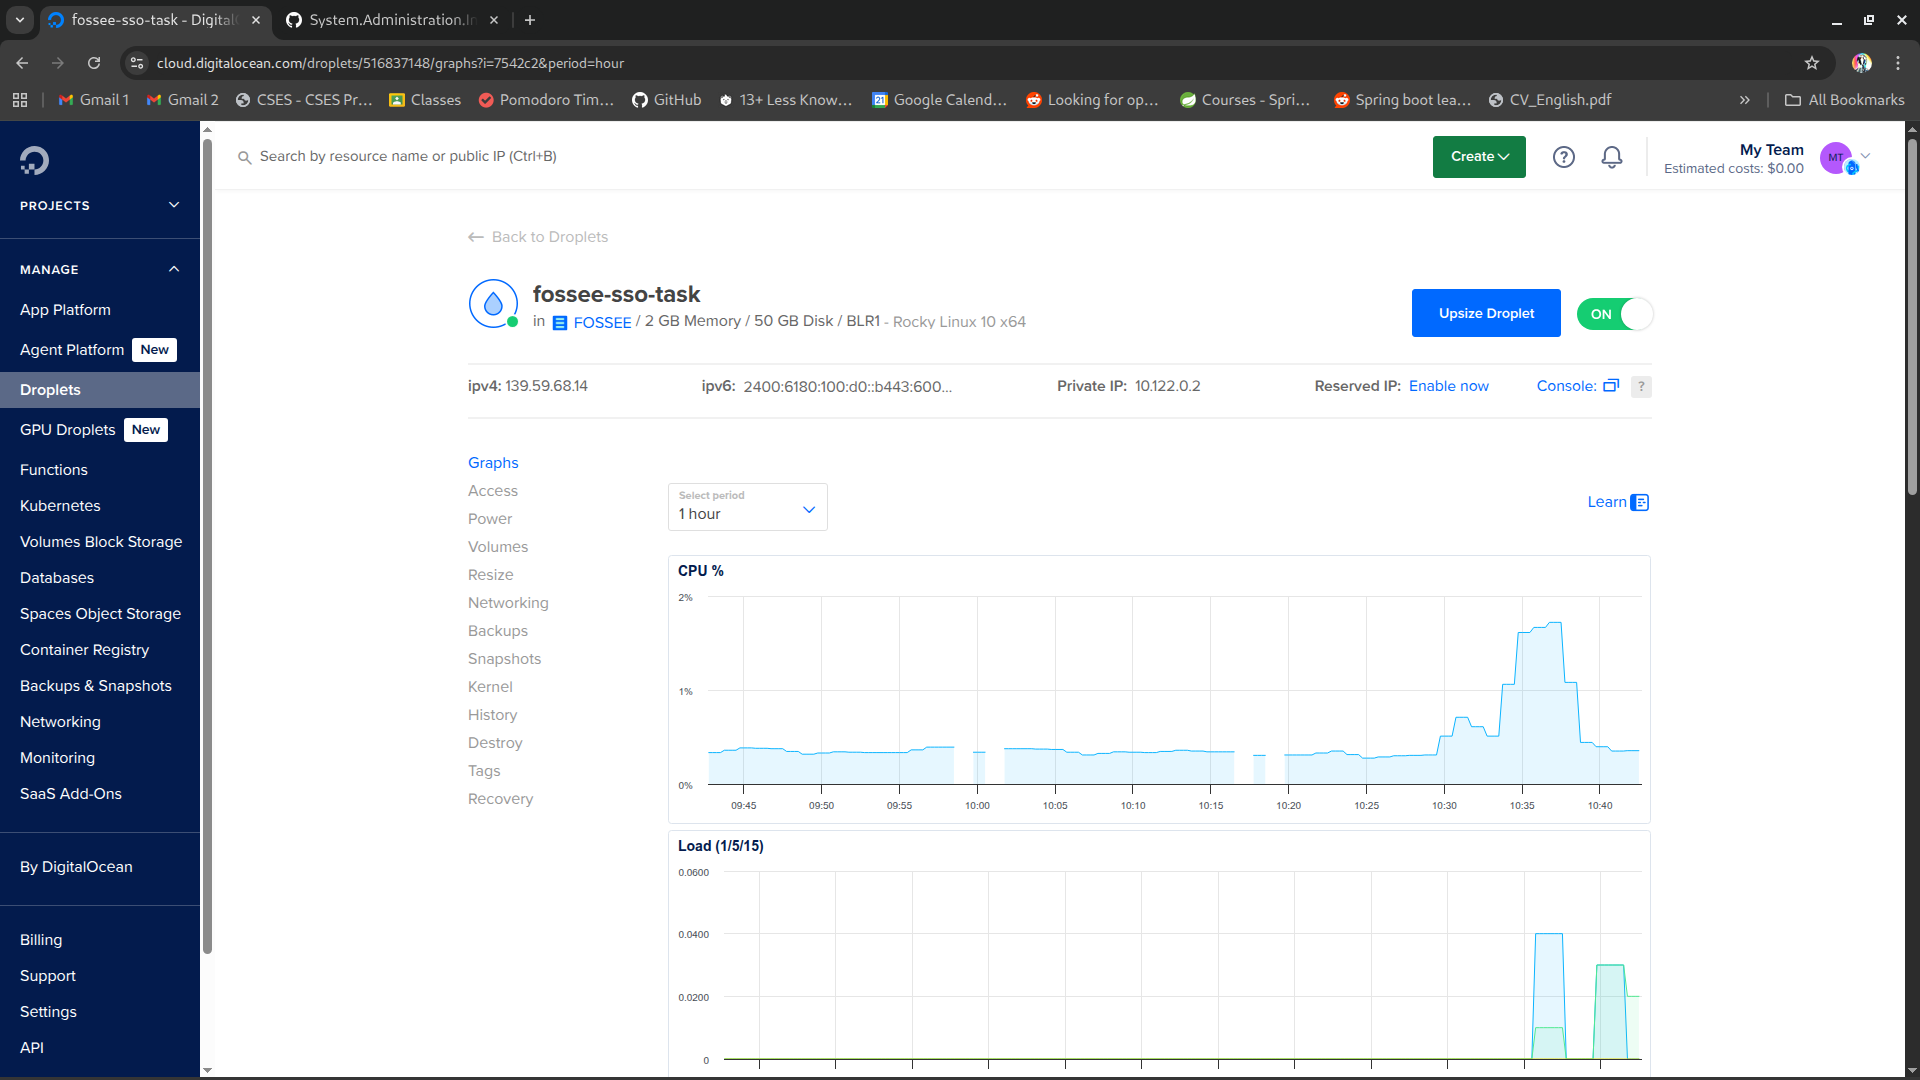 fossee-sso-task - Digital
System.Administration.In
cloud.digitalocean.com/droplets/516837148/graphs?i=7542c2&period=hour
Gmail 1
Gmail 2
CSES - CSES Pr...
Classes
Pomodoro Tim...
GitHub
13+ Less Know...
Google Calend...
Looking for op...
Courses - Spri...
Spring boot lea...
CV_English.pdf
All Bookmarks
Search by resource name or public IP (Ctrl+B)
Create
My Team
Estimated costs: $0.00
MT
PROJECTS
MANAGE
App Platform
Agent Platform New
Droplets
GPU Droplets New
Functions
Kubernetes
Volumes Block Storage
Databases
Spaces Object Storage
Container Registry
Backups & Snapshots
Networking
Monitoring
SaaS Add-Ons
By DigitalOcean
Billing
Support
Settings
API
Back to Droplets
fossee-sso-task
in FOSSEE / 2 GB Memory / 50 GB Disk / BLR1 - Rocky Linux 10 x64
Upsize Droplet
ON
ipv4: 139.59.68.14
ipv6: 2400:6180:100:d0::b443:600...
Private IP: 10.122.0.2
Reserved IP: Enable now
Console: ?
Graphs
Access
Power
Volumes
Resize
Networking
Backups
Snapshots
Kernel
History
Destroy
Tags
Recovery
Select period
1 hour
Learn
CPU %
2%
1%
0%
09:45 09:50 09:55 10:00 10:05 10:10 10:15 10:20 10:25 10:30 10:35 10:40
Load (1/5/15)
0.0600
0.0400
0.0200
0